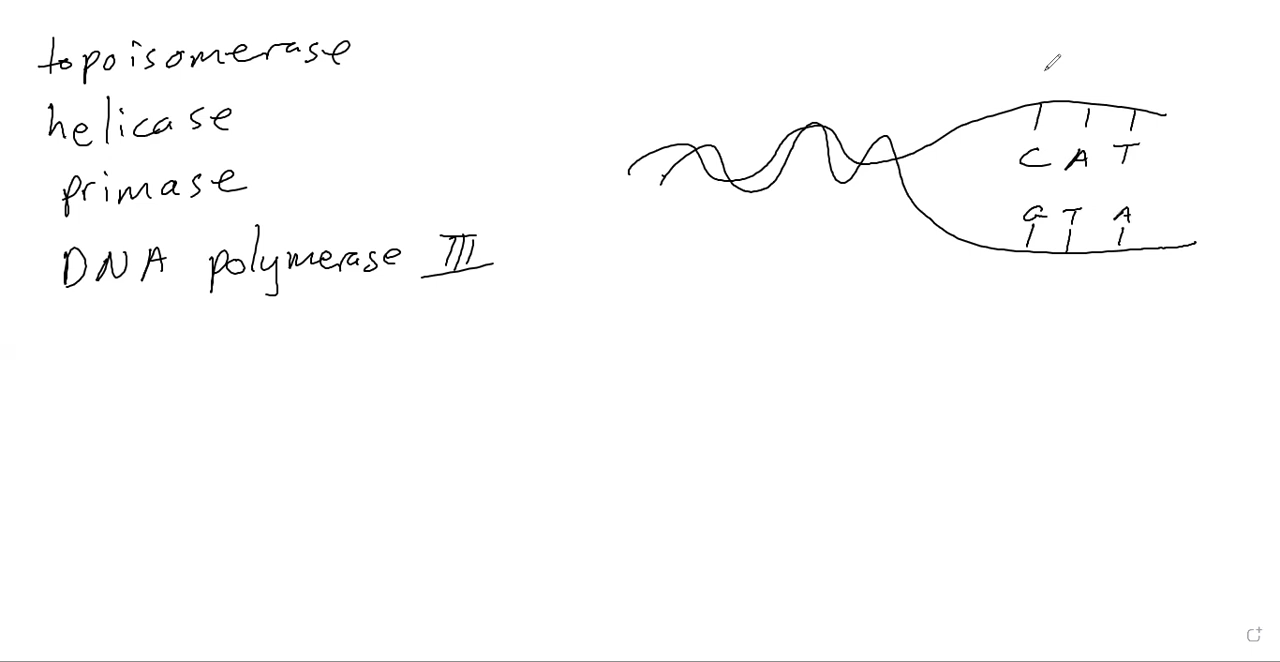 topoisomerase
helicase
primase
DNA polymerase III
C A T
G T A